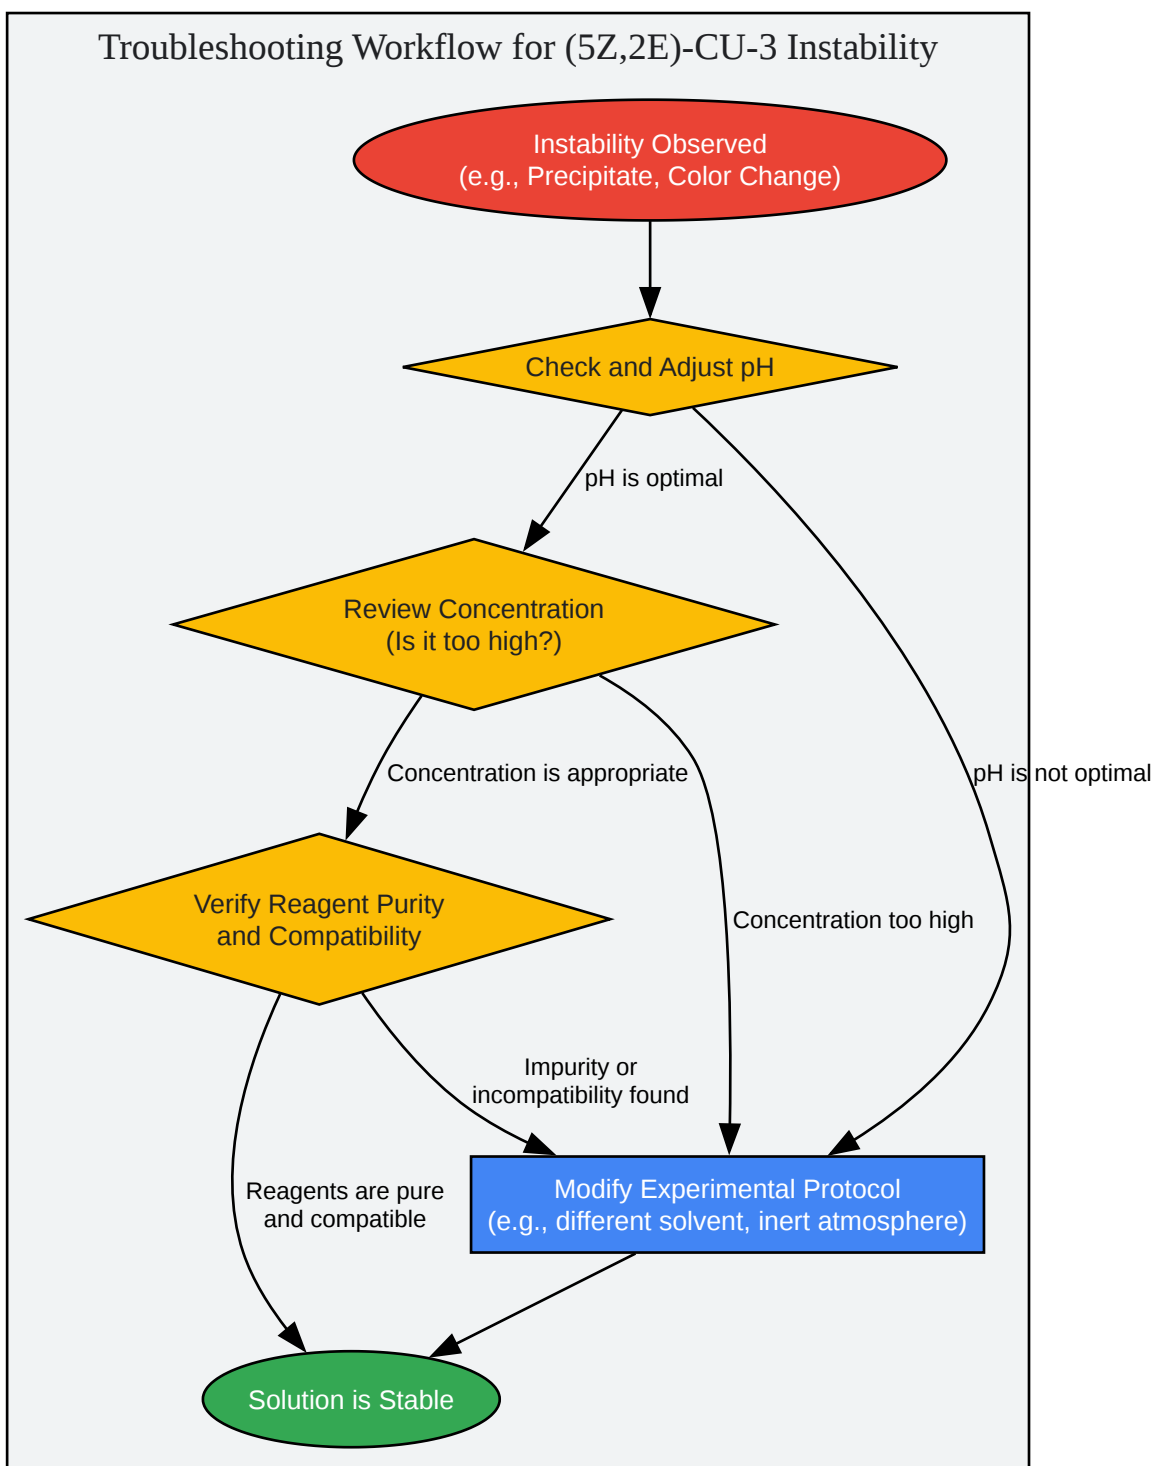 Troubleshooting Workflow for (5Z,2E)-CU-3 Instability
Instability Observed
(e.g., Precipitate, Color Change)
Check and Adjust pH
pH is optimal
Review Concentration
(Is it too high?)
Concentration is appropriate
pH is not optimal
Verify Reagent Purity
and Compatibility
Concentration too high
Impurity or
incompatibility found
Reagents are pure
and compatible
Modify Experimental Protocol
(e.g., different solvent, inert atmosphere)
Solution is Stable